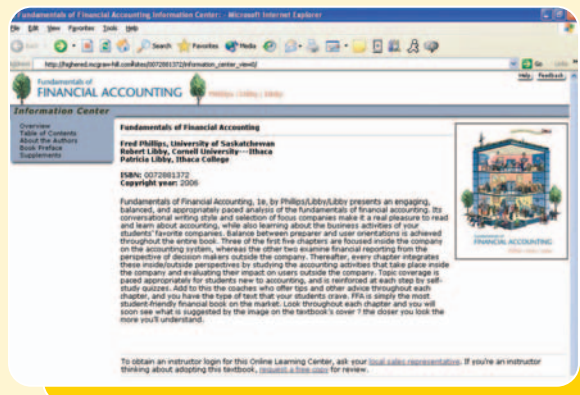 Fundamentals of Financial Accounting Information Center: - Microsoft Internet Explorer
File Edit View Favorites Tools Help
Search Favorites Media
http://highered.mcgraw-hill.com/sites/0072881372/information_center_view0/
Go
Fundamentals of
FINANCIAL ACCOUNTING
Phillips | Libby | Libby
Help Feedback
Information Center
Overview
Table of Contents
About the Authors
Book Preface
Supplements
Fundamentals of Financial Accounting
Fred Phillips, University of Saskatchewan
Robert Libby, Cornell University---Ithaca
Patricia Libby, Ithaca College
ISBN: 0072881372
Copyright year: 2006
Fundamentals of Financial Accounting, 1e, by Phillips/Libby/Libby presents an engaging,
balanced, and appropriately paced analysis of the fundamentals of financial accounting. Its
conversational writing style and selection of focus companies make it a real pleasure to read
and learn about accounting, while also learning about the business activities of your
students' favorite companies. Balance between preparer and user orientations is achieved
throughout the entire book. Three of the first five chapters are focused inside the company
on the accounting system, whereas the other two examine financial reporting from the
perspective of decision makers outside the company. Thereafter, every chapter integrates
these inside/outside perspectives by studying the accounting activities that take place inside
the company and evaluating their impact on users outside the company. Topic coverage is
paced appropriately for students new to accounting, and is reinforced at each step by self-
study quizzes. Add to this the coaches who offer tips and other advice throughout each
chapter, and you have the type of text that your students crave. FFA is simply the most
student-friendly financial book on the market. Look throughout each chapter and you will
soon see what is suggested by the image on the textbook's cover ? the closer you look the
more you'll understand.
FINANCIAL ACCOUNTING
To obtain an instructor login for this Online Learning Center, ask your local sales representative. If you're an instructor
thinking about adopting this textbook, request a free copy for review.